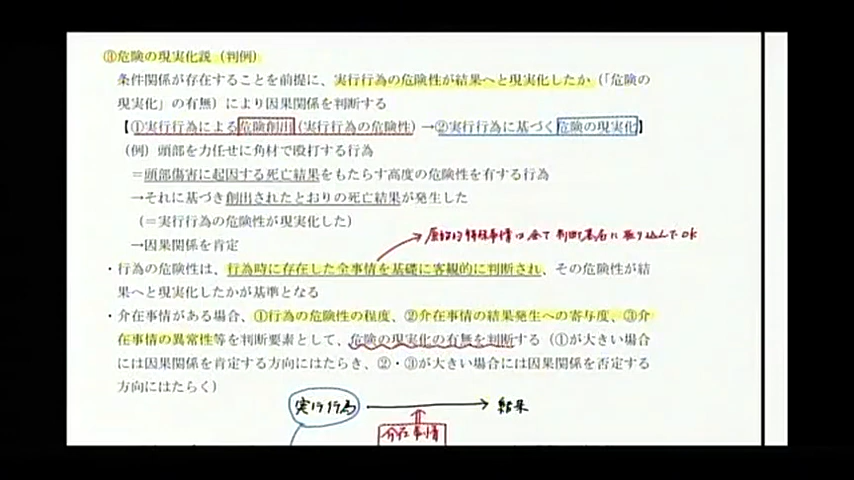 ③危険の現実化説（判例）
条件関係が存在することを前提に、実行行為の危険性が結果へと現実化したか（「危険の
現実化」の有無）により因果関係を判断する
【①実行行為による危険創出（実行行為の危険性）→②実行行為に基づく危険の現実化】
（例）頭部を力任せに角材で殴打する行為
＝頭部傷害に起因する死亡結果をもたらす高度の危険性を有する行為
→それに基づき創出されたとおりの死亡結果が発生した
（＝実行行為の危険性が現実化した）
→因果関係を肯定
原始的特殊事情は全て判断基底に取り込んでOK
・行為の危険性は、行為時に存在した全事情を基礎に客観的に判断され、その危険性が結
果へと現実化したかが基準となる
・介在事情がある場合、①行為の危険性の程度、②介在事情の結果発生への寄与度、③介
在事情の異常性等を判断要素として、危険の現実化の有無を判断する（①が大きい場合
には因果関係を肯定する方向にはたらき、②・③が大きい場合には因果関係を否定する
方向にはたらく）
実行行為 → 結果
介在事情